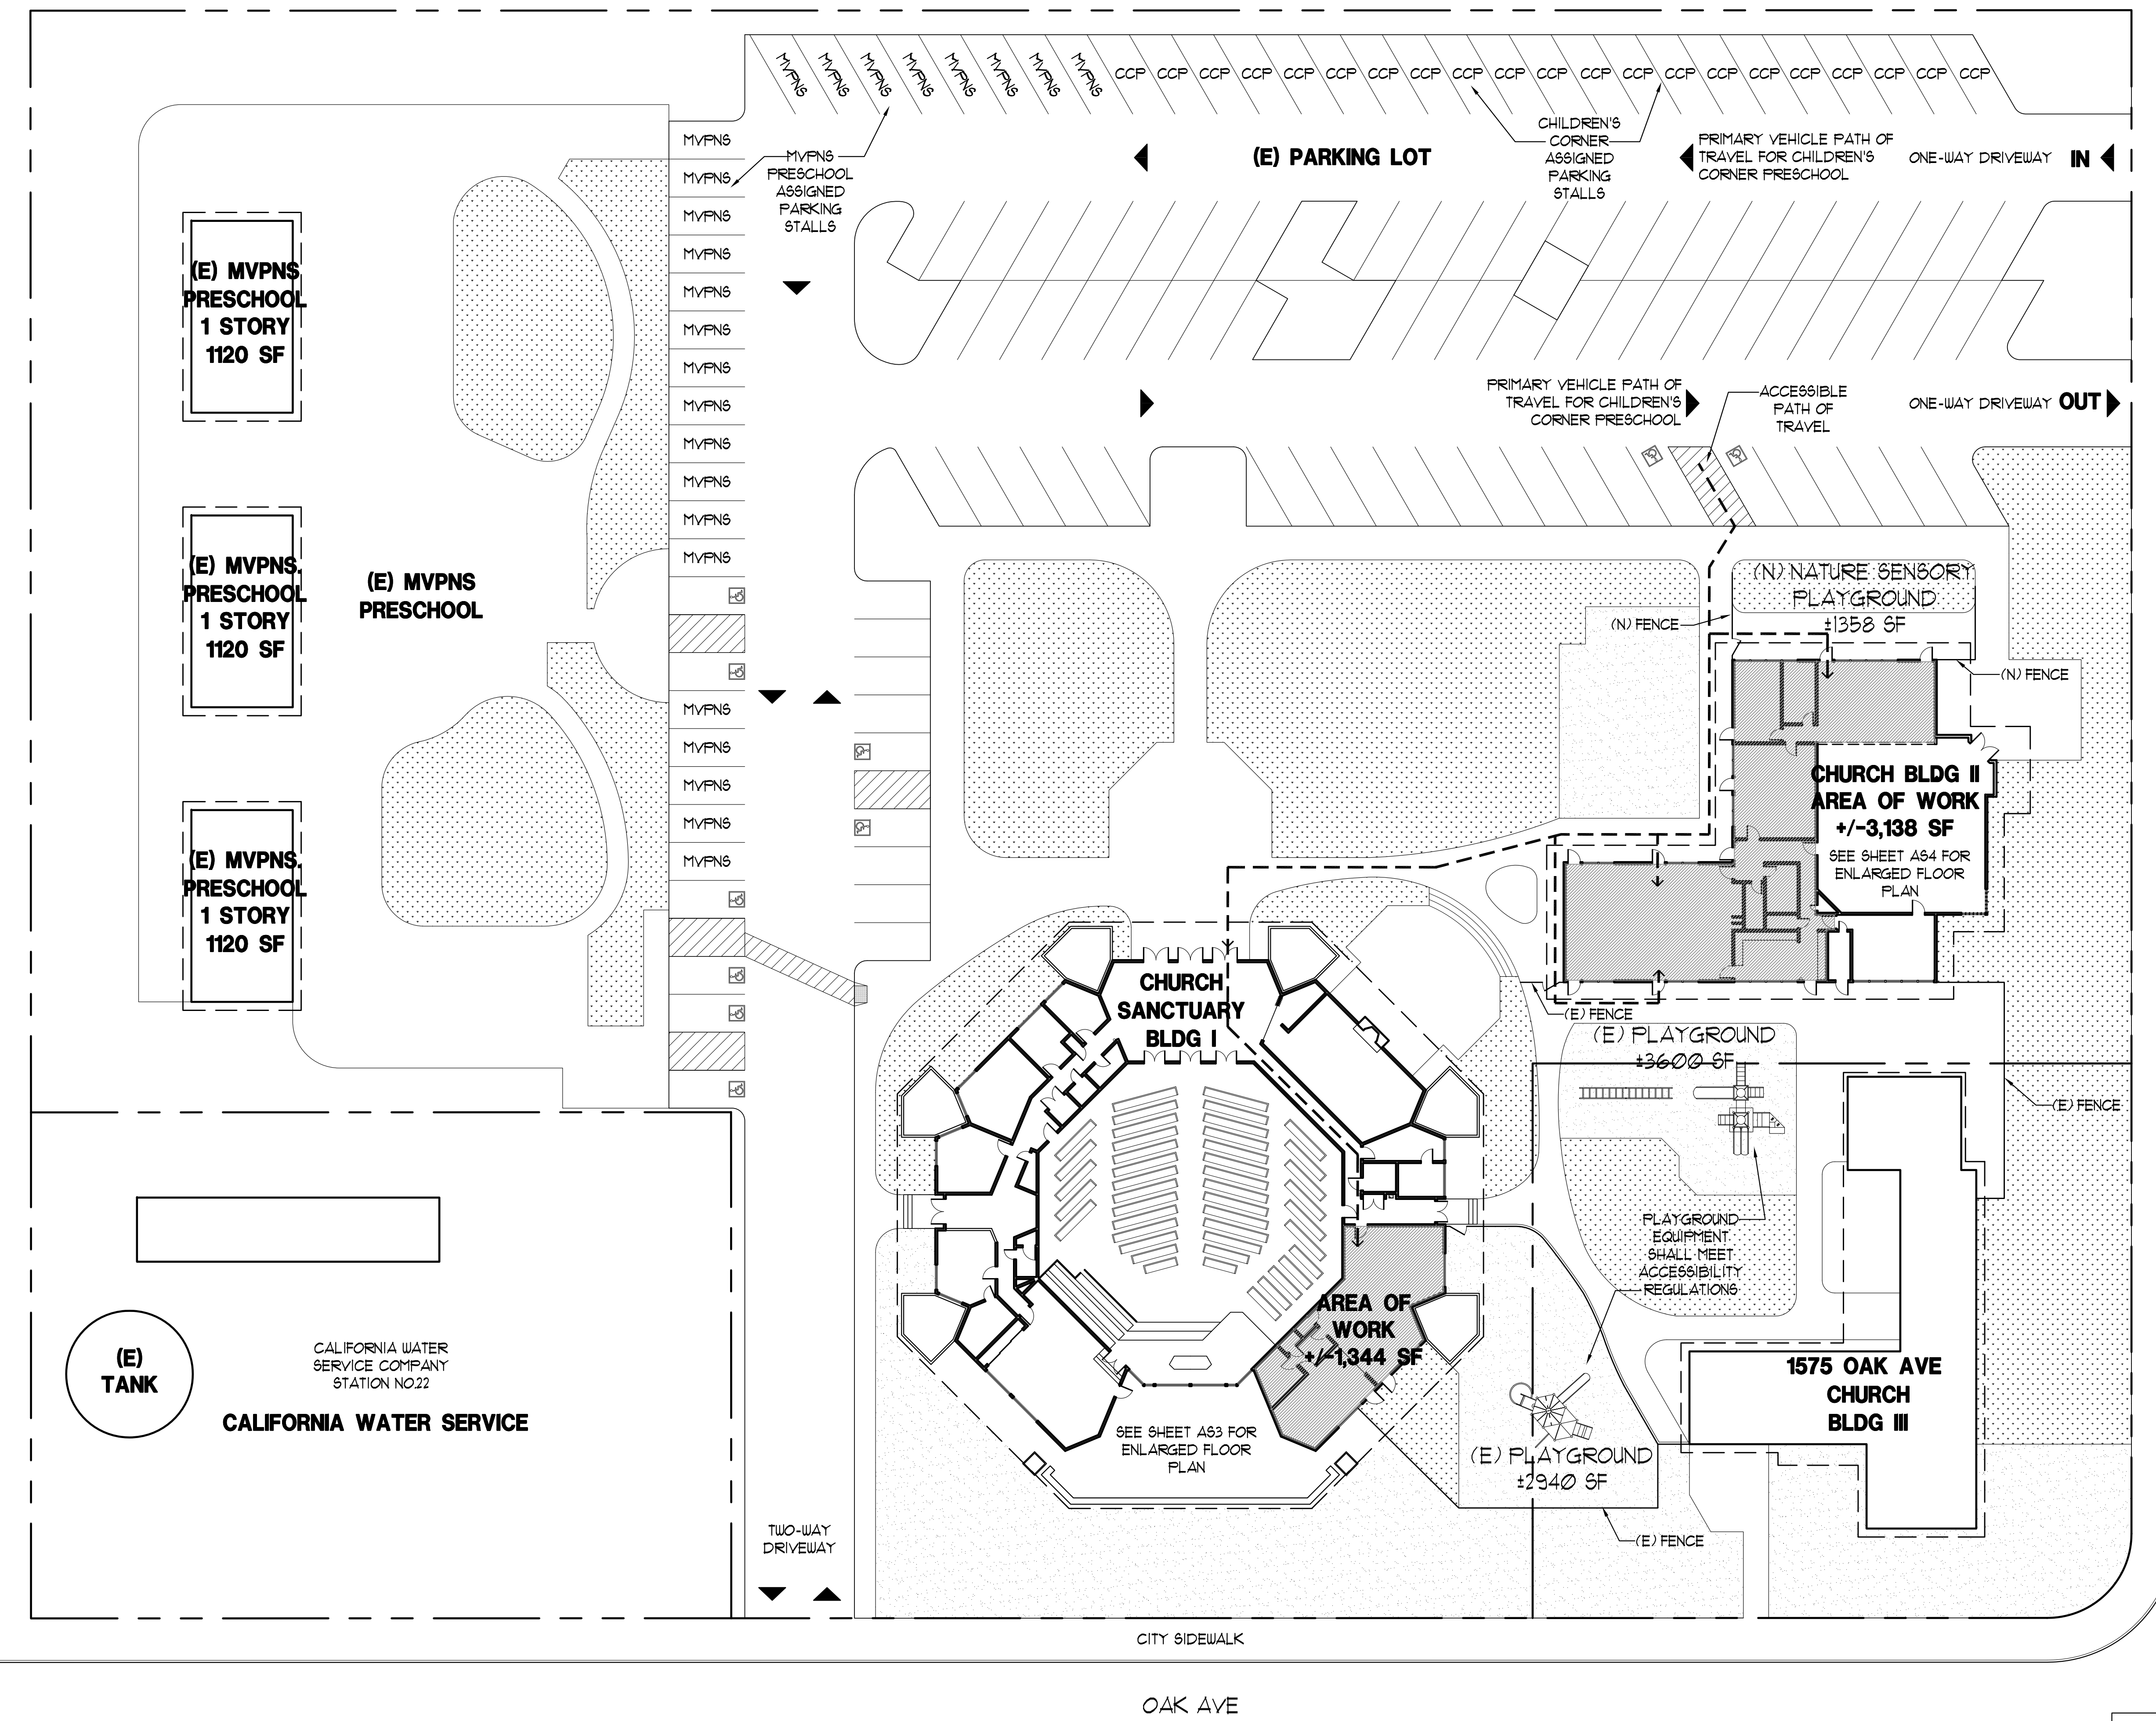 MVPNS MVPNS MVPNS MVPNS MVPNS MVPNS MVPNS MVPNS CCP CCP CCP CCP CCP CCP CCP CCP CCP CCP CCP CCP CCP CCP CCP CCP CCP CCP CCP CCP CCP
MVPNS
MVPNS
MVPNS
MVPNS
MVPNS
MVPNS
MVPNS
MVPNS
MVPNS
MVPNS
MVPNS
MVPNS
MVPNS
PRESCHOOL
ASSIGNED
PARKING
STALLS
(E) PARKING LOT
CHILDREN'S
CORNER
ASSIGNED
PARKING
STALLS
PRIMARY VEHICLE PATH OF
TRAVEL FOR CHILDREN'S
CORNER PRESCHOOL
ONE-WAY DRIVEWAY IN
(E) MVPNS
PRESCHOOL
1 STORY
1120 SF
PRIMARY VEHICLE PATH OF
TRAVEL FOR CHILDREN'S
CORNER PRESCHOOL
ACCESSIBLE
PATH OF
TRAVEL
ONE-WAY DRIVEWAY OUT
(E) MVPNS.
PRESCHOOL
1 STORY
1120 SF
(E) MVPNS
PRESCHOOL
(N) NATURE SENSORY
PLAYGROUND
±1358 SF
(N) FENCE
(N) FENCE
MVPNS
MVPNS
MVPNS
MVPNS
MVPNS
CHURCH BLDG II
AREA OF WORK
+/-3,138 SF
SEE SHEET AS4 FOR
ENLARGED FLOOR
PLAN
(E) MVPNS.
PRESCHOOL
1 STORY
1120 SF
CHURCH
SANCTUARY
BLDG I
(E) FENCE
(E) PLAYGROUND
±3600 SF
(E) FENCE
PLAYGROUND
EQUIPMENT
SHALL MEET
ACCESSIBILITY
REGULATIONS
AREA OF
WORK
+/-1,344 SF
(E)
TANK
CALIFORNIA WATER
SERVICE COMPANY
STATION NO.22
CALIFORNIA WATER SERVICE
1575 OAK AVE
CHURCH
BLDG III
SEE SHEET AS3 FOR
ENLARGED FLOOR
PLAN
(E) PLAYGROUND
±2940 SF
(E) FENCE
TWO-WAY
DRIVEWAY
CITY SIDEWALK
OAK AVE